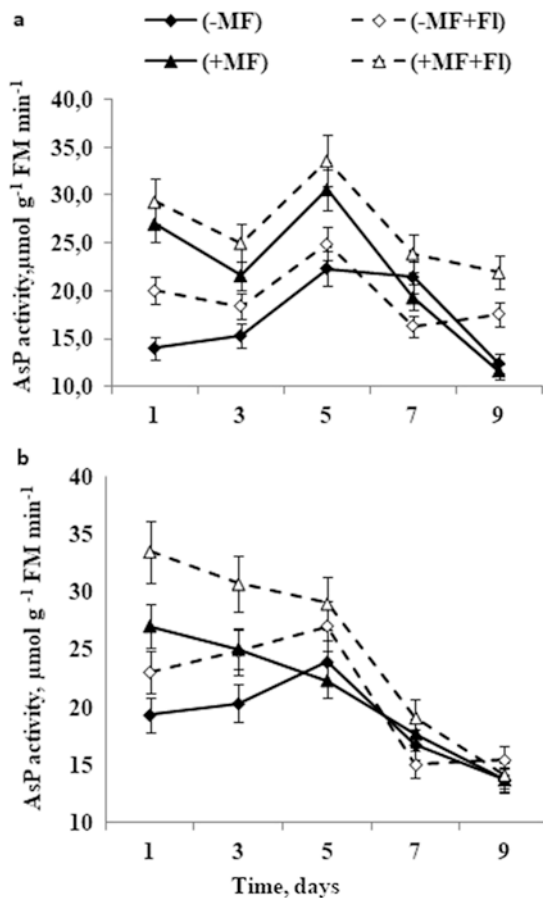 a
(-MF) (-MF+Fl)
(+MF) (+MF+Fl)
AsP activity,µmol g⁻¹ FM min⁻¹
40,0
35,0
30,0
25,0
20,0
15,0
10,0
1 3 5 7 9
b
AsP activity, µmol g⁻¹ FM min⁻¹
40
35
30
25
20
15
10
1 3 5 7 9
Time, days